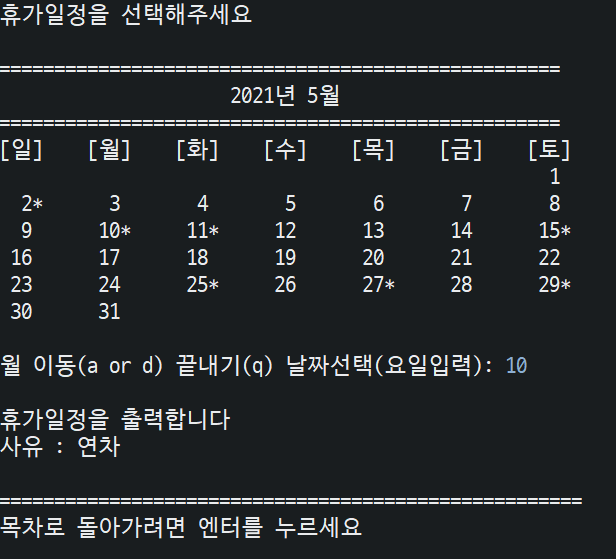 휴가일정을 선택해주세요
===================================================
2021년 5월
===================================================
[일] [월] [화] [수] [목] [금] [토]
1
2* 3 4 5 6 7 8
9 10* 11* 12 13 14 15*
16 17 18 19 20 21 22
23 24 25* 26 27* 28 29*
30 31
월 이동(a or d) 끝내기(q) 날짜선택(요일입력): 10
휴가일정을 출력합니다
사유 : 연차
=====================================================
목차로 돌아가려면 엔터를 누르세요